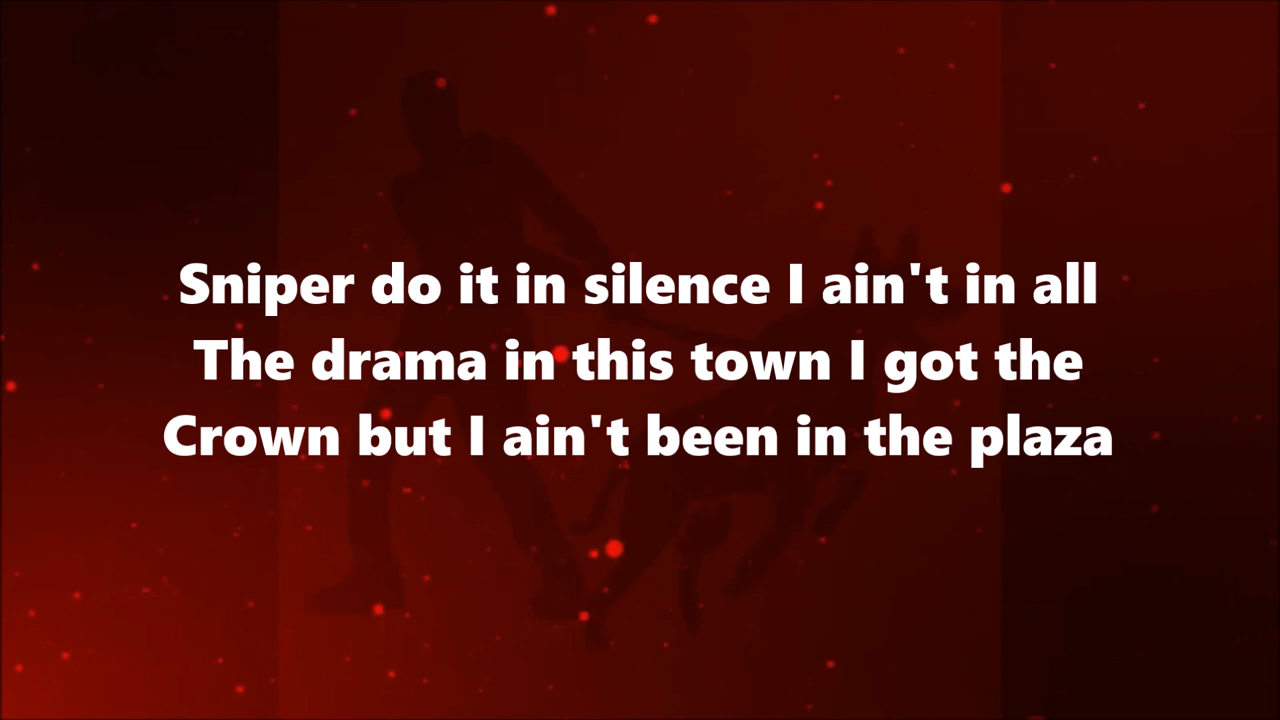 Sniper do it in silence I ain't in all
The drama in this town I got the
Crown but I ain't been in the plaza